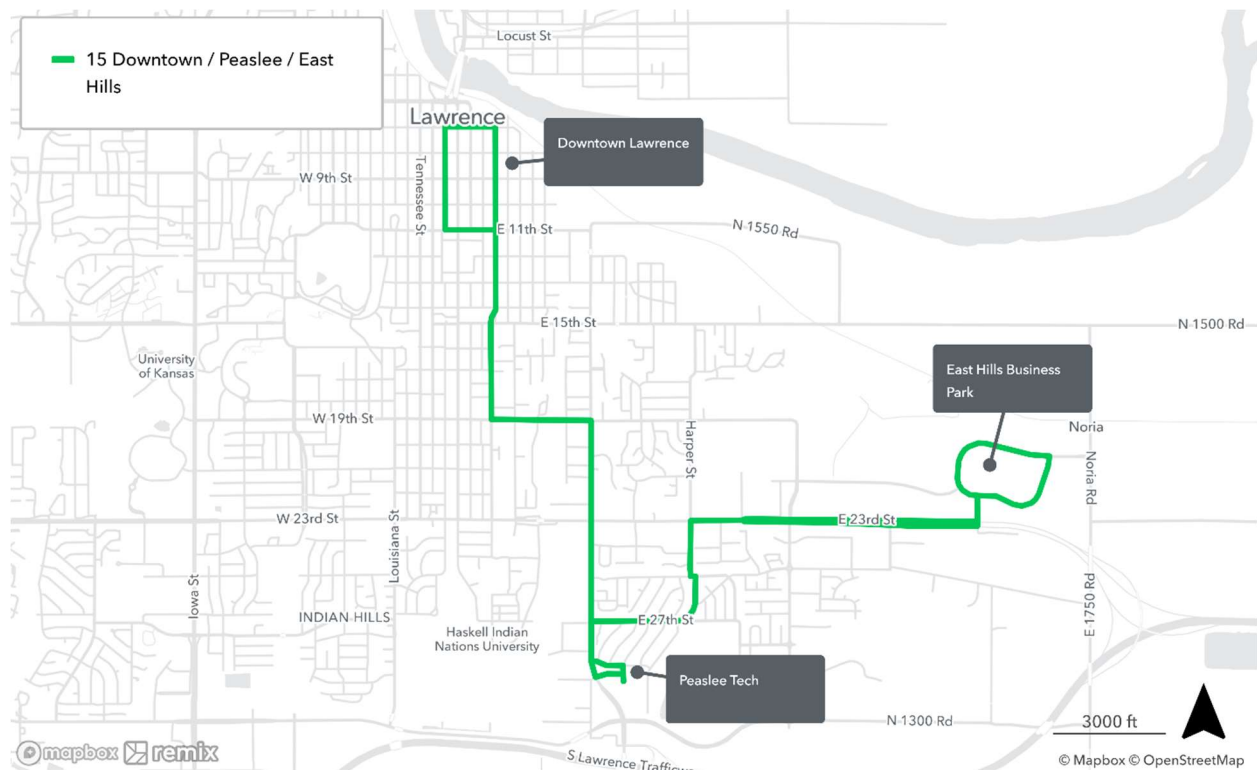 15 Downtown / Peaslee / East
Hills
Locust St
Lawrence
Downtown Lawrence
Tennessee St
W 9th St
E 11th St
N 1550 Rd
E 15th St
N 1500 Rd
University
of Kansas
East Hills Business
Park
W 19th St
Harper St
Noria
Noria Rd
W 23rd St
E 23rd St
Louisiana St
Iowa St
INDIAN HILLS
E 27th St
E 1750 Rd
Haskell Indian
Nations University
Peaslee Tech
N 1300 Rd
3000 ft
mapbox remix
S Lawrence Trafficw
© Mapbox © OpenStreetMap